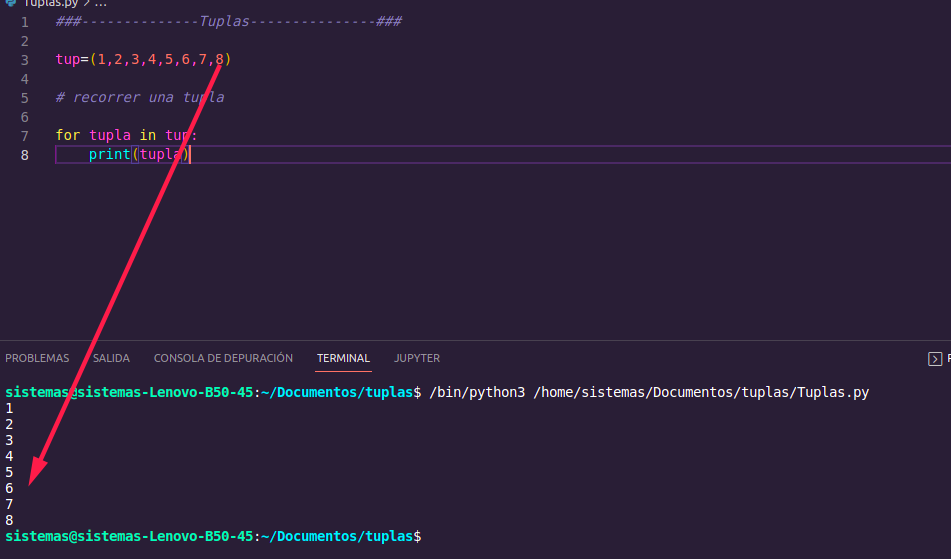 Tuplas.py > ...
1 ###--------------Tuplas---------------###
2
3 tup=(1,2,3,4,5,6,7,8)
4
5 # recorrer una tupla
6
7 for tupla in tup:
8     print(tupla)
PROBLEMAS SALIDA CONSOLA DE DEPURACIÓN TERMINAL JUPYTER
sistemas@sistemas-Lenovo-B50-45:~/Documentos/tuplas$ /bin/python3 /home/sistemas/Documentos/tuplas/Tuplas.py
1
2
3
4
5
6
7
8
sistemas@sistemas-Lenovo-B50-45:~/Documentos/tuplas$